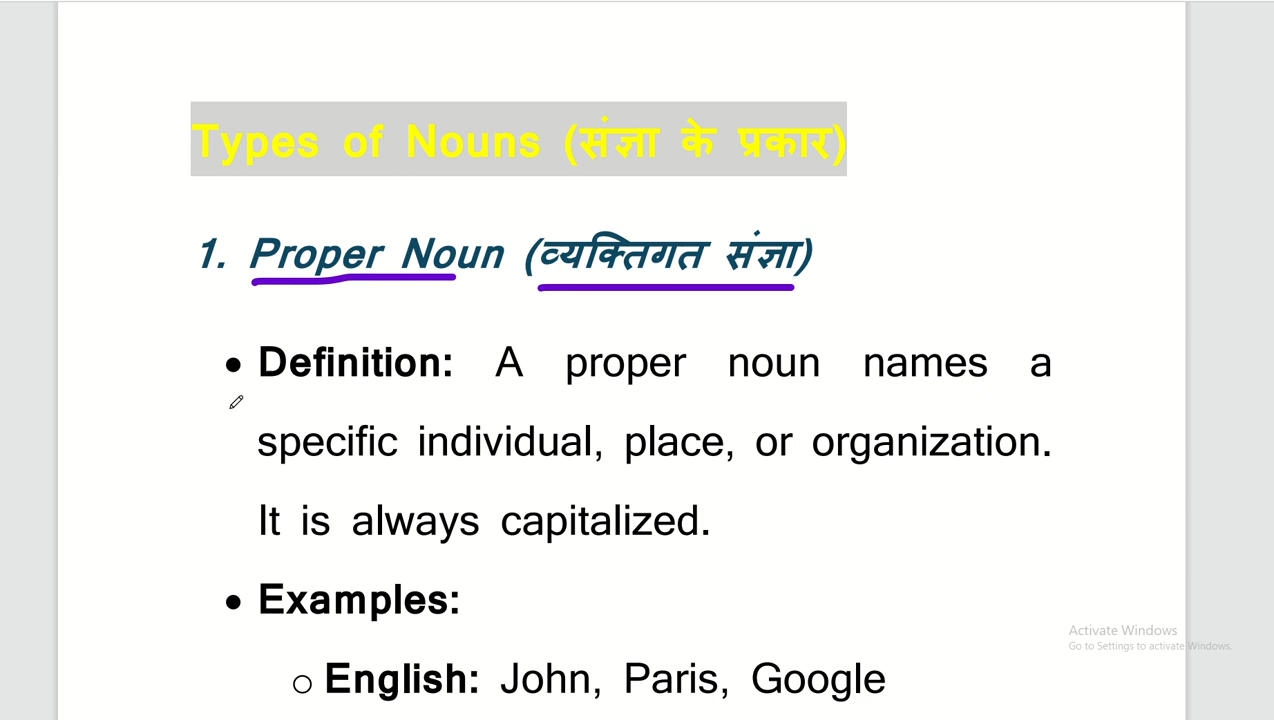 Types of Nouns (संज्ञा के प्रकार)
1. Proper Noun (व्यक्तिगत संज्ञा)
• Definition: A proper noun names a
specific individual, place, or organization.
It is always capitalized.
• Examples:
○ English: John, Paris, Google
Activate Windows
Go to Settings to activate Windows.